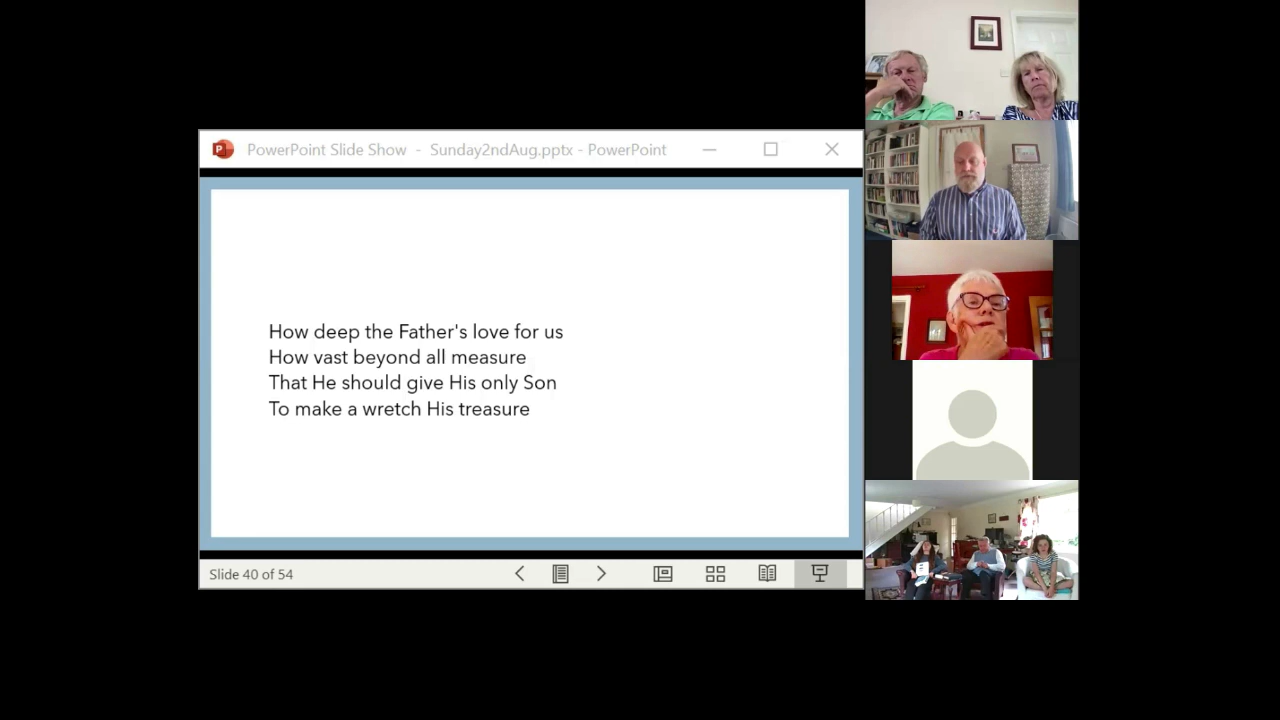 PowerPoint Slide Show - Sunday2ndAug.pptx - PowerPoint
How deep the Father's love for us
How vast beyond all measure
That He should give His only Son
To make a wretch His treasure
Slide 40 of 54